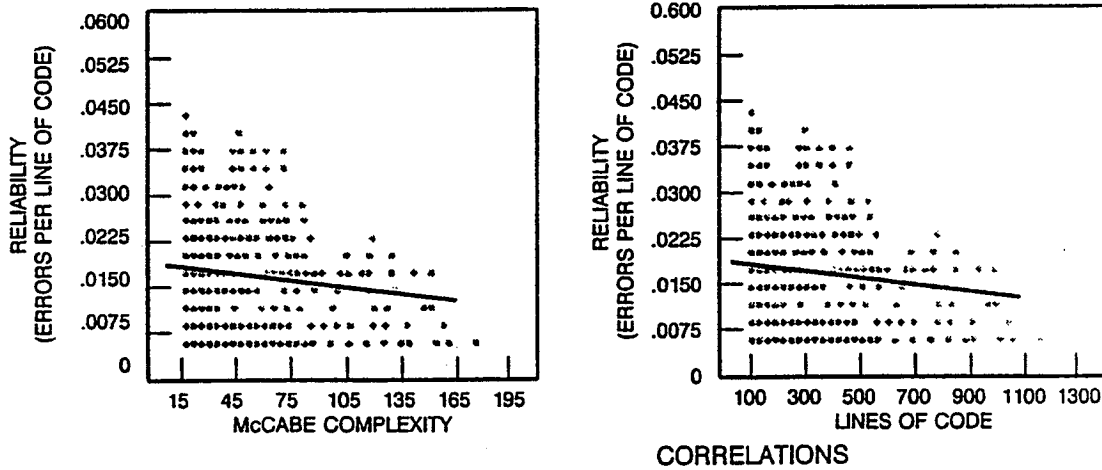 RELIABILITY
(ERRORS PER LINE OF CODE)
.0600
.0525
.0450
.0375
.0300
.0225
.0150
.0075
0
15 45 75 105 135 165 195
McCABE COMPLEXITY
RELIABILITY
(ERRORS PER LINE OF CODE)
0.600
.0525
.0450
.0375
.0300
.0225
.0150
.0075
0
100 300 500 700 900 1100 1300
LINES OF CODE
CORRELATIONS